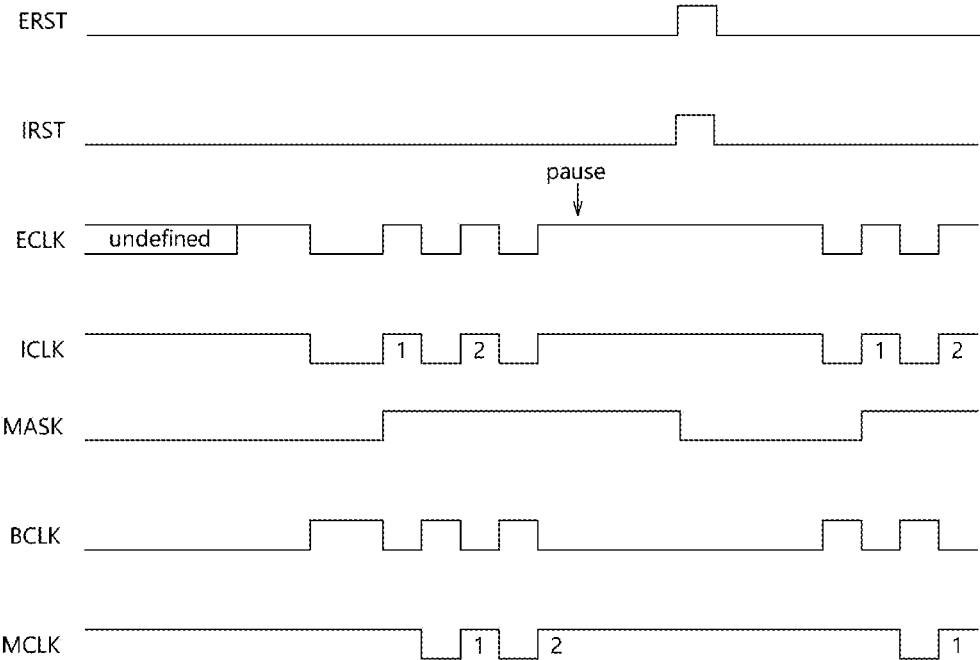 ERST
IRST
pause
ECLK undefined
ICLK 1 2 1 2
MASK
BCLK
MCLK 1 2 1